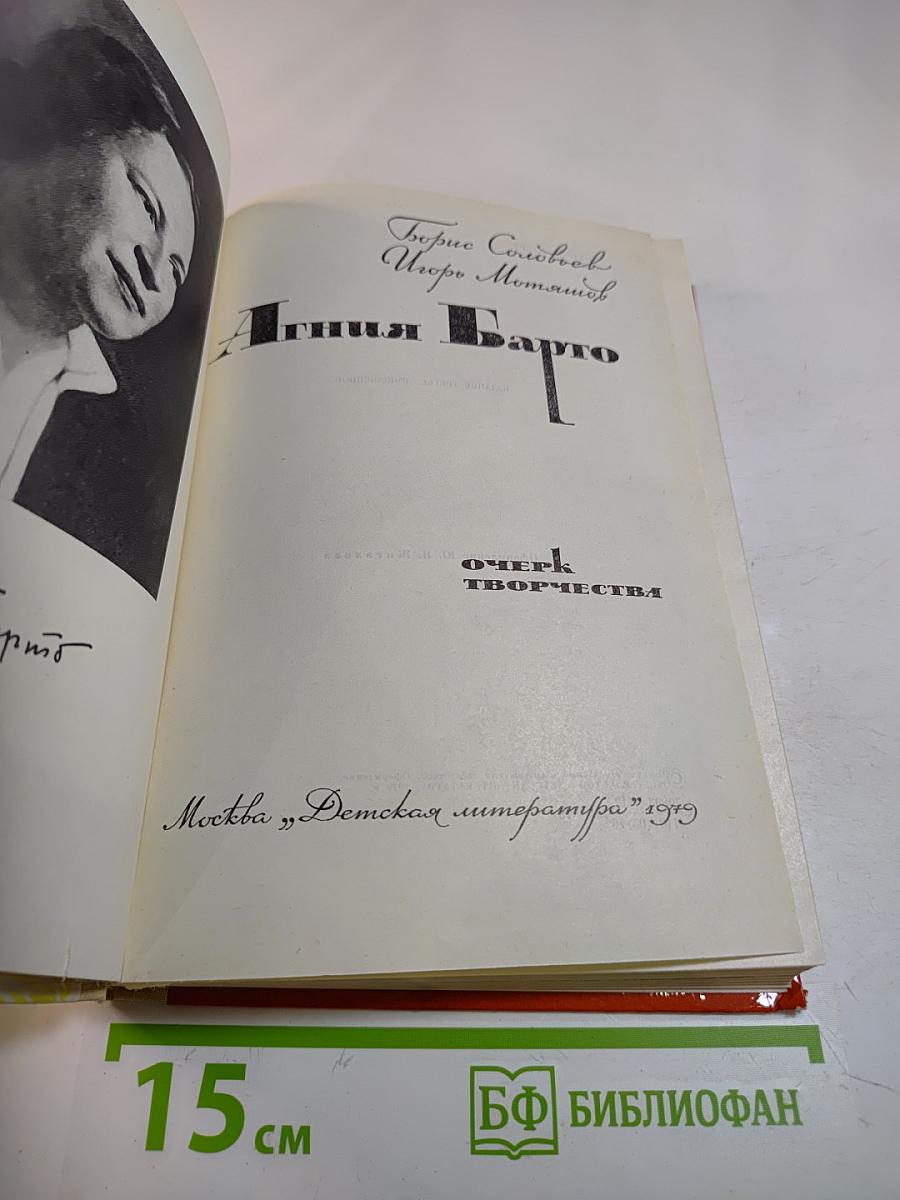 Борис Соловьев
Игорь Мотяшов
Агния Барто
очерк
творчества
Москва „Детская литература” 1979
15 см
БФ БИБЛИОФАН